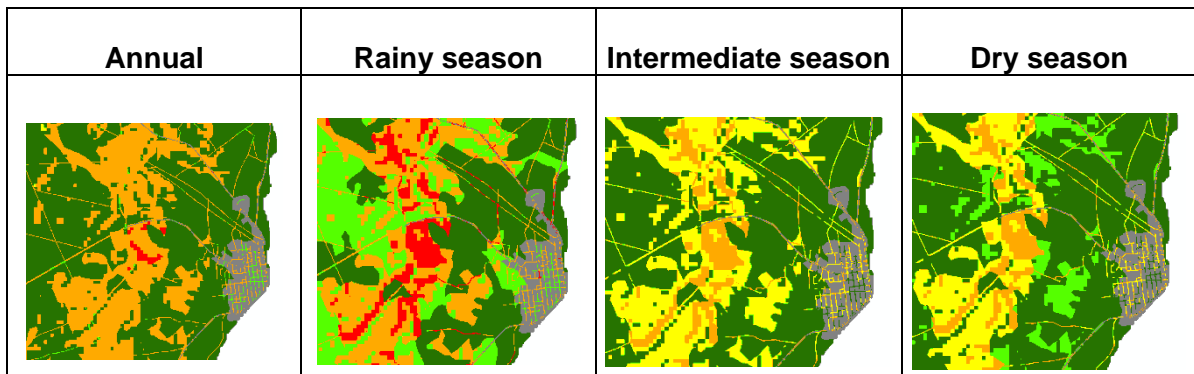 Annual
Rainy season
Intermediate season
Dry season